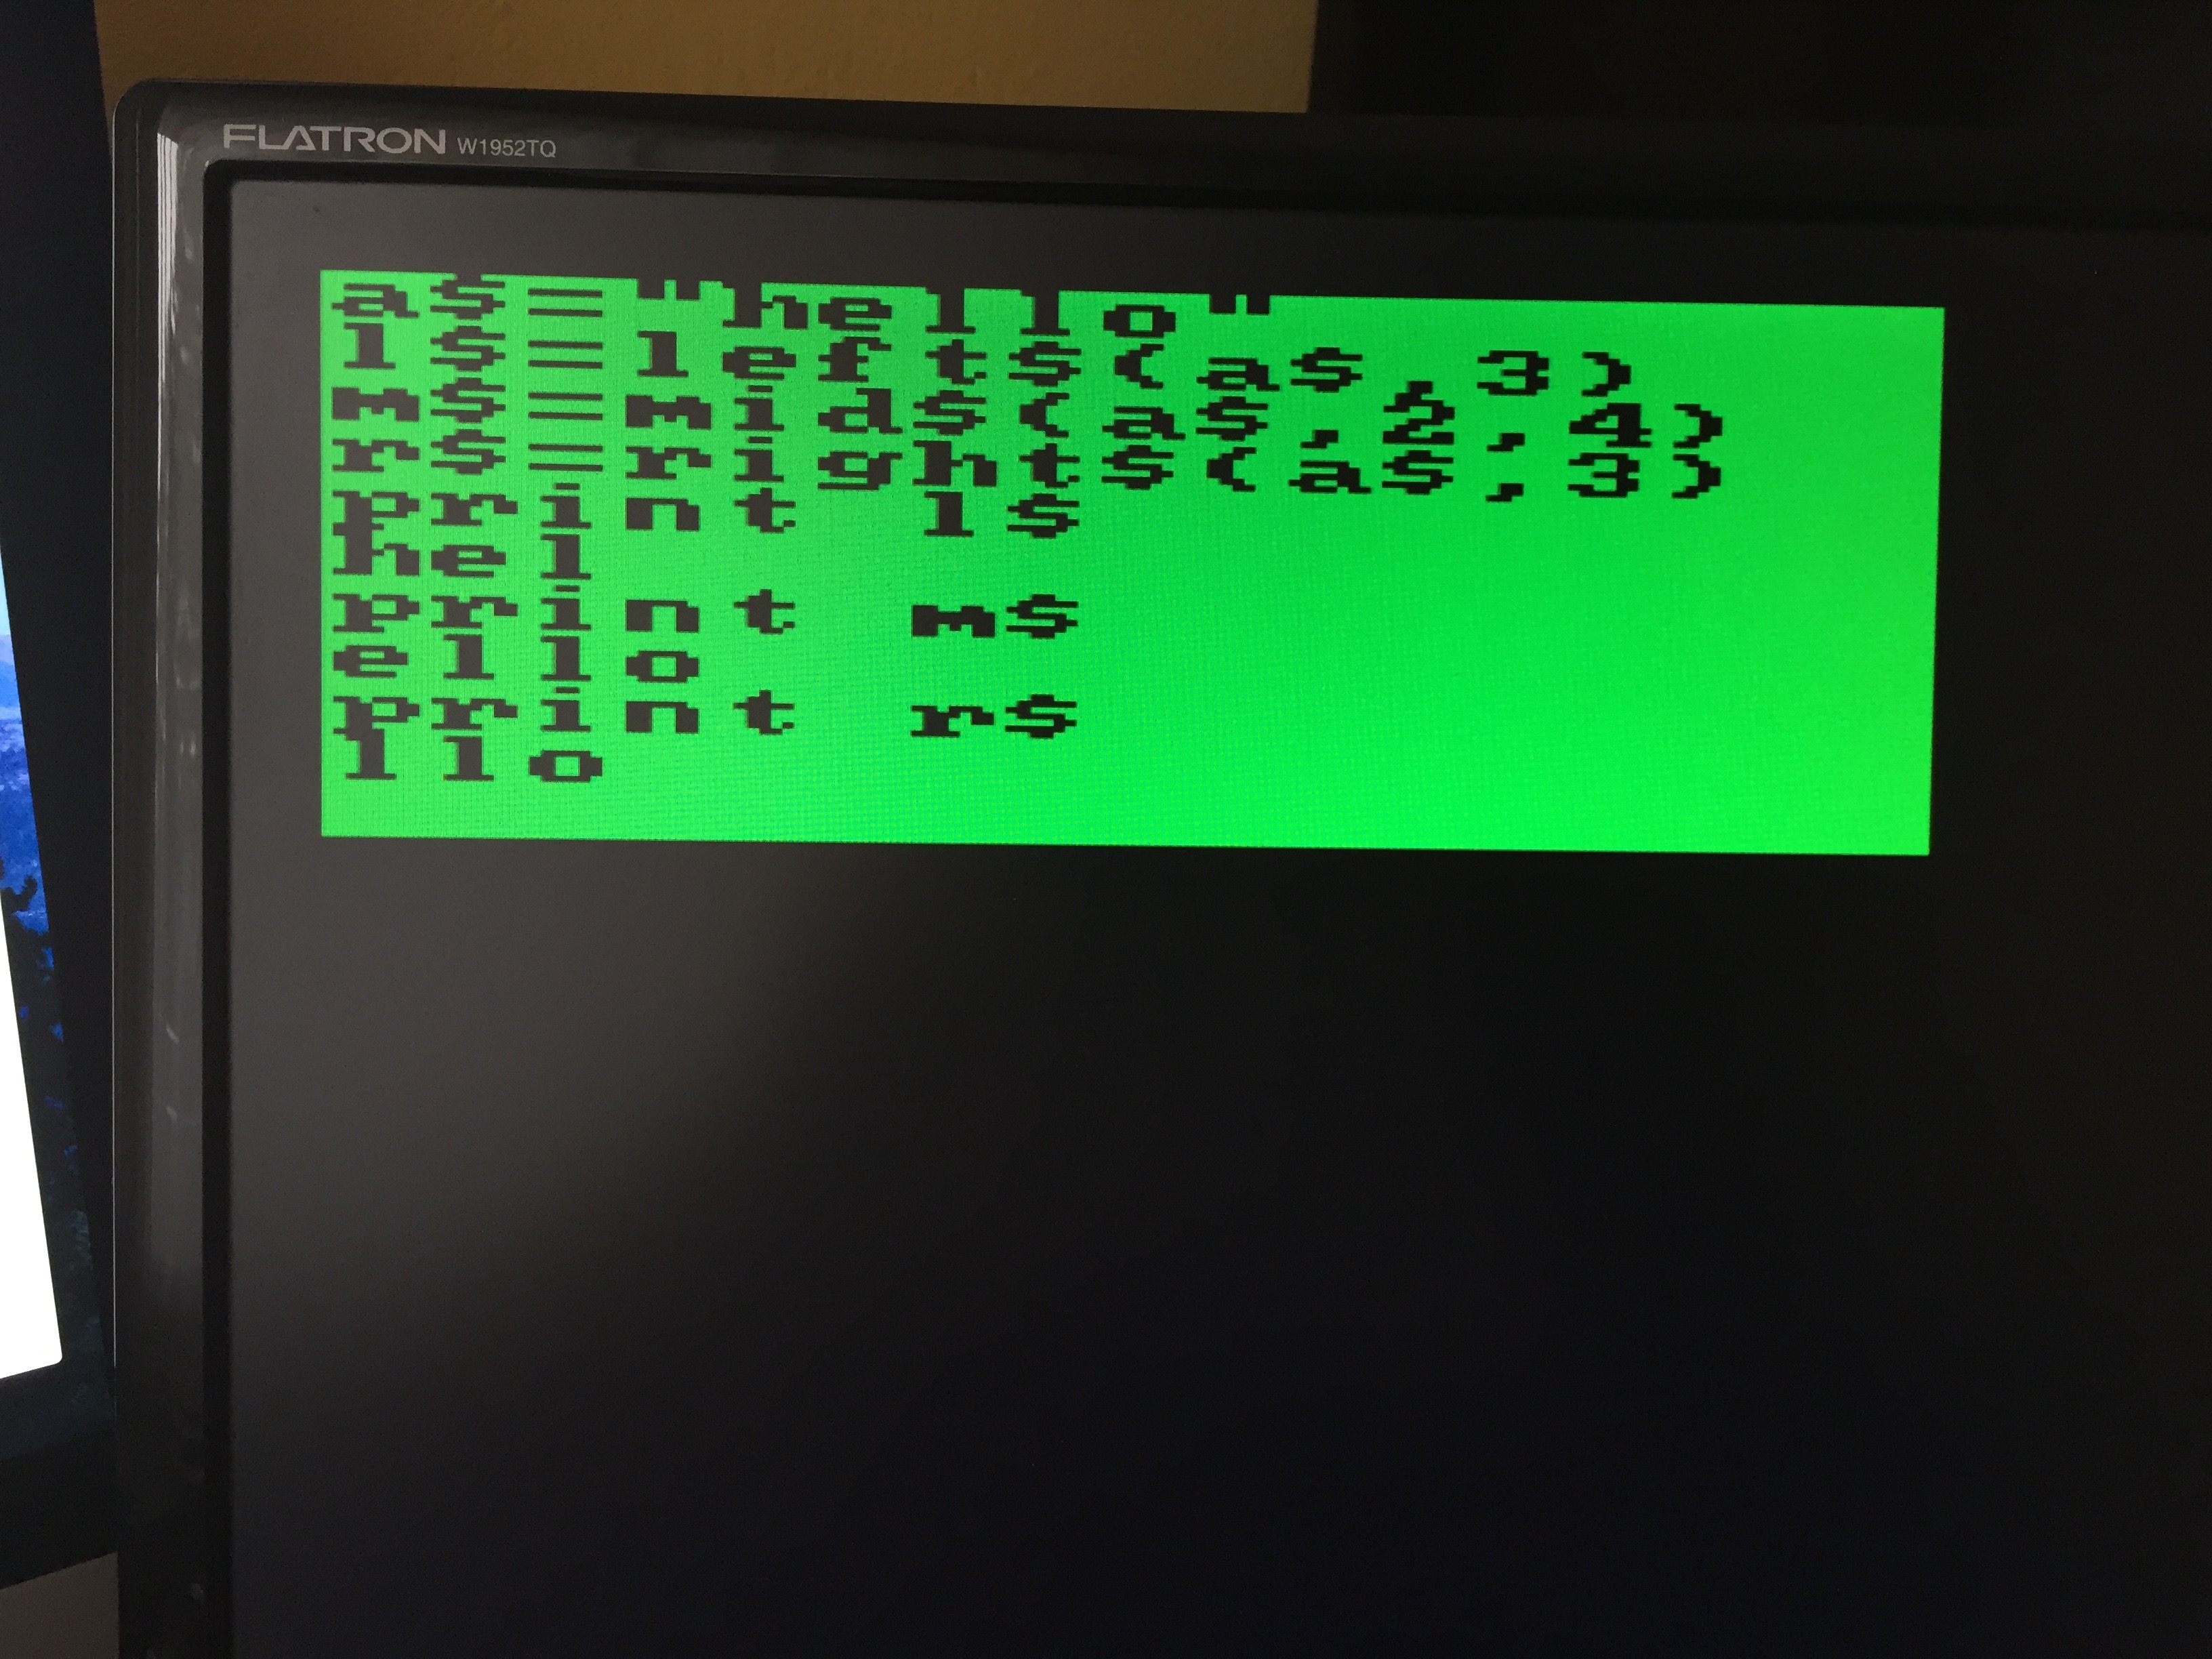 FLATRON W1952TQ
a$="hello"
l$=left$(a$,3)
m$=mid$(a$,2,4)
r$=right$(a$,3)
print l$
hel
print m$
ello
print r$
llo